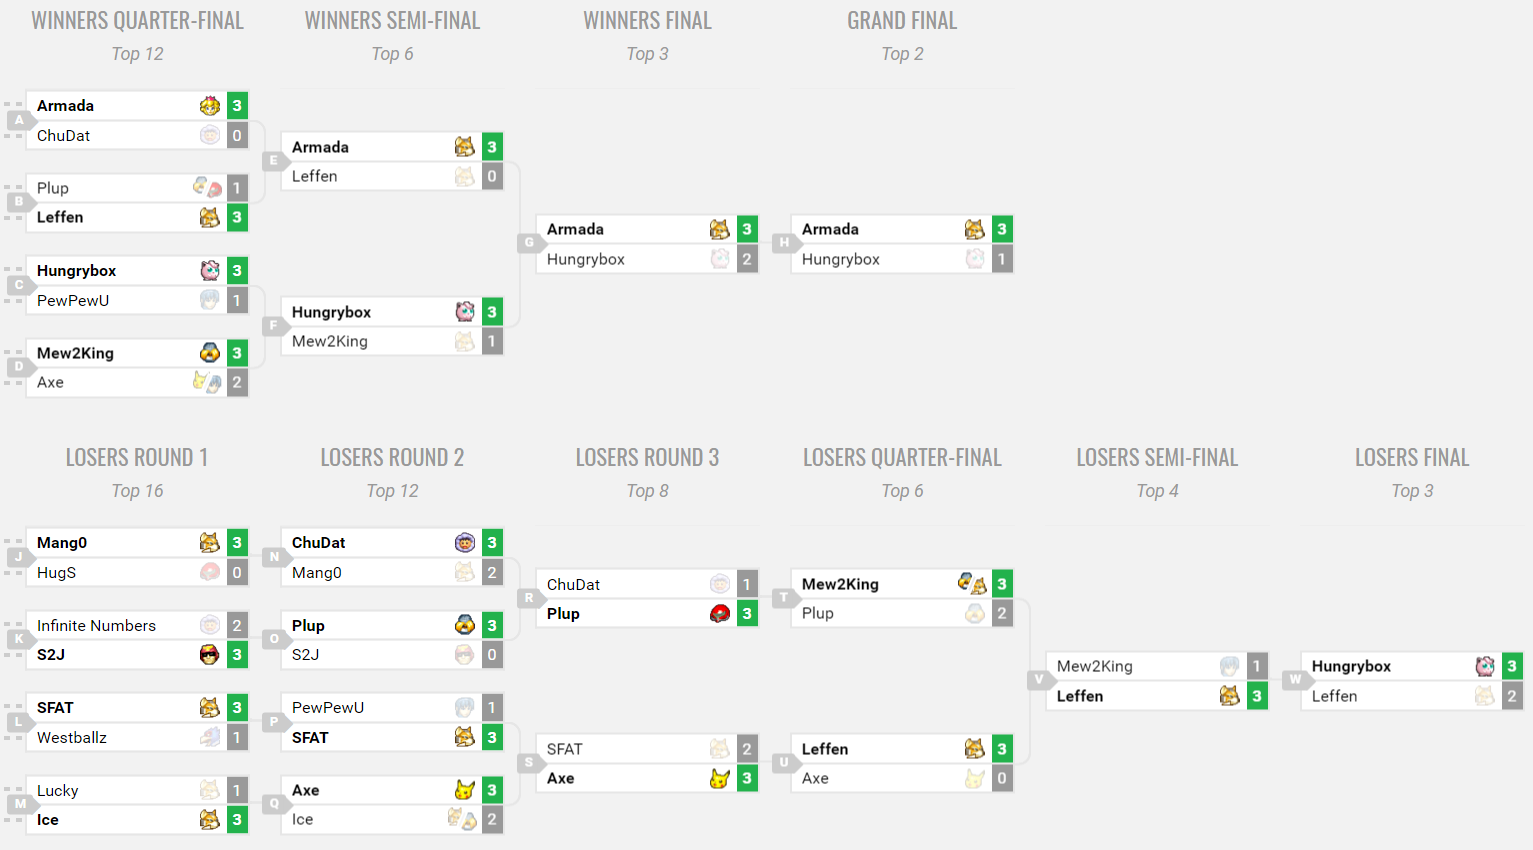 WINNERS QUARTER-FINAL WINNERS SEMI-FINAL WINNERS FINAL GRAND FINAL
Top 12 Top 6 Top 3 Top 2
A
Armada 3
ChuDat 0
B
Plup 1
Leffen 3
C
Hungrybox 3
PewPewU 1
D
Mew2King 3
Axe 2
E
Armada 3
Leffen 0
F
Hungrybox 3
Mew2King 1
G
Armada 3
Hungrybox 2
H
Armada 3
Hungrybox 1
LOSERS ROUND 1 LOSERS ROUND 2 LOSERS ROUND 3 LOSERS QUARTER-FINAL LOSERS SEMI-FINAL LOSERS FINAL
Top 16 Top 12 Top 8 Top 6 Top 4 Top 3
J
Mang0 3
HugS 0
K
Infinite Numbers 2
S2J 3
L
SFAT 3
Westballz 1
M
Lucky 1
Ice 3
N
ChuDat 3
Mang0 2
O
Plup 3
S2J 0
P
PewPewU 1
SFAT 3
Q
Axe 3
Ice 2
R
ChuDat 1
Plup 3
S
SFAT 2
Axe 3
T
Mew2King 3
Plup 2
U
Leffen 3
Axe 0
V
Mew2King 1
Leffen 3
W
Hungrybox 3
Leffen 2